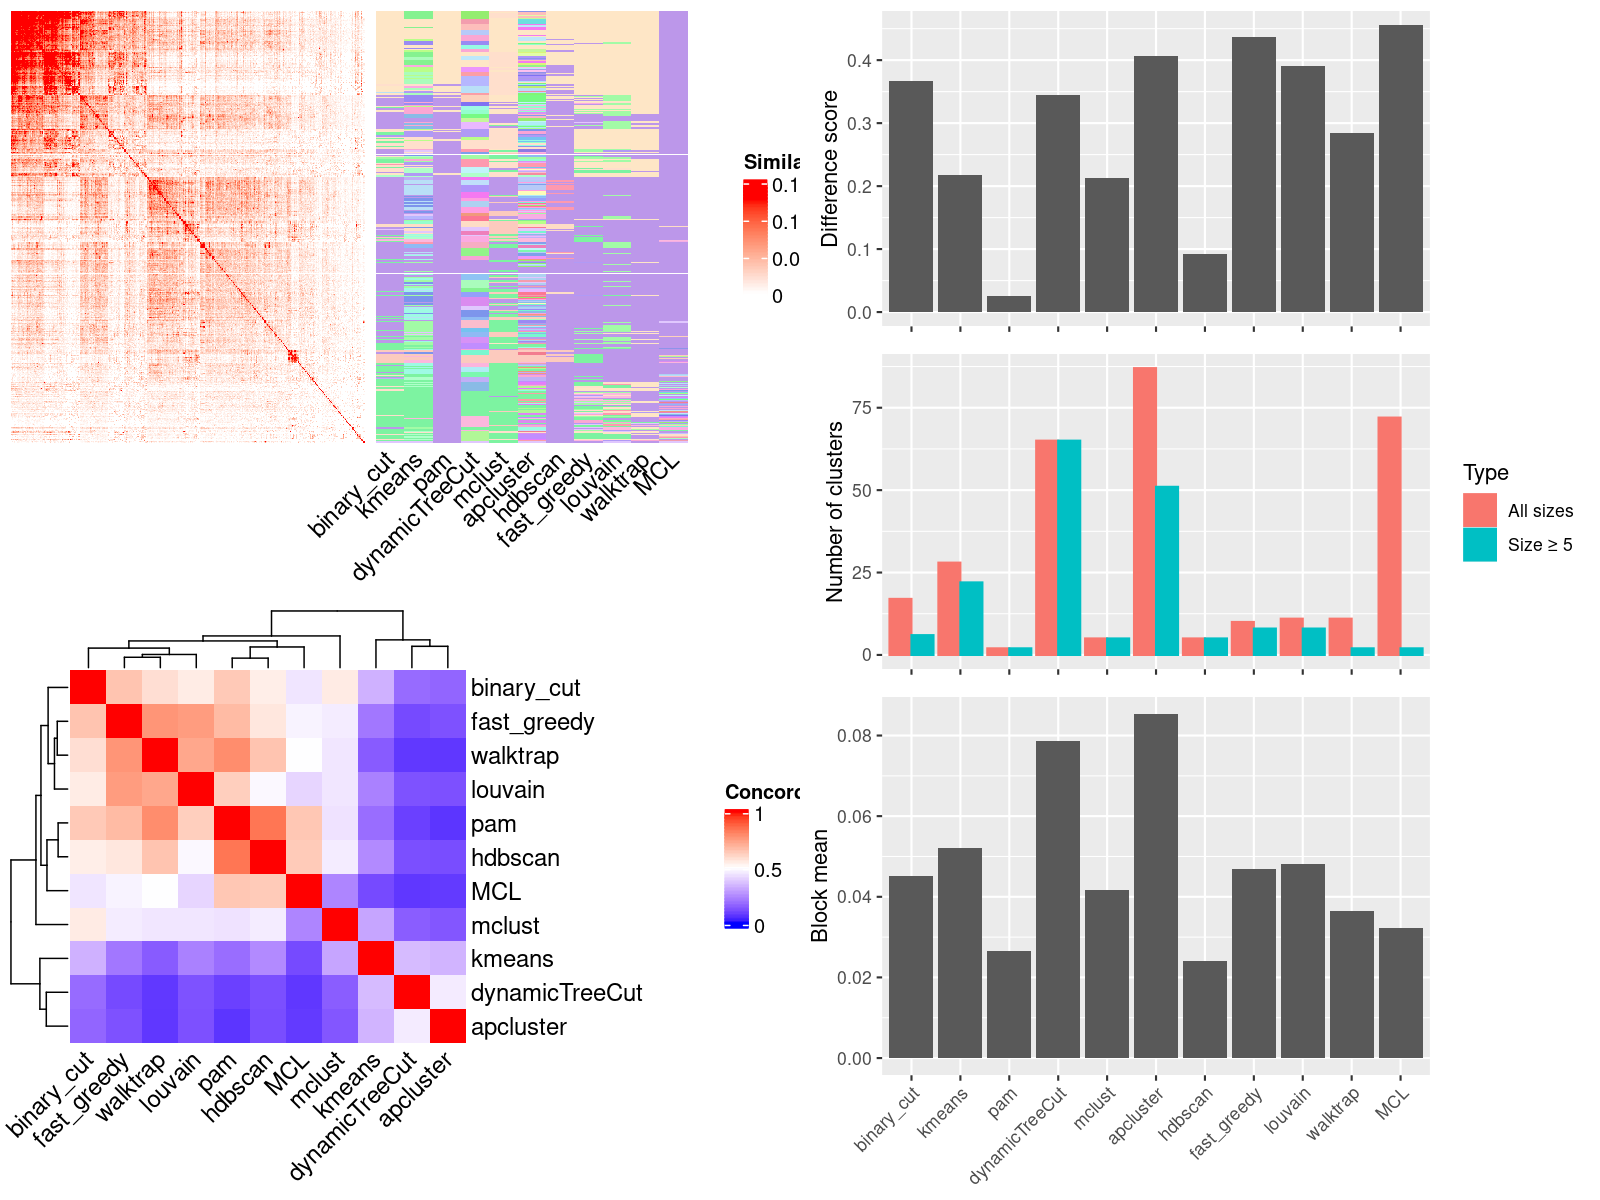 Simila
0.1
0.1
0.0
0
binary_cut
kmeans
pam
dynamicTreeCut
mclust
apcluster
hdbscan
fast_greedy
louvain
walktrap
MCL
binary_cut
fast_greedy
walktrap
louvain
pam
hdbscan
MCL
mclust
kmeans
dynamicTreeCut
apcluster
binary_cut
fast_greedy
walktrap
louvain
pam
hdbscan
MCL
mclust
kmeans
dynamicTreeCut
apcluster
Concord
1
0.5
0
Difference score
0.4
0.3
0.2
0.1
0.0
Number of clusters
75
50
25
0
Type
All sizes
Size ≥ 5
Block mean
0.08
0.06
0.04
0.02
0.00
binary_cut
kmeans
pam
dynamicTreeCut
mclust
apcluster
hdbscan
fast_greedy
louvain
walktrap
MCL